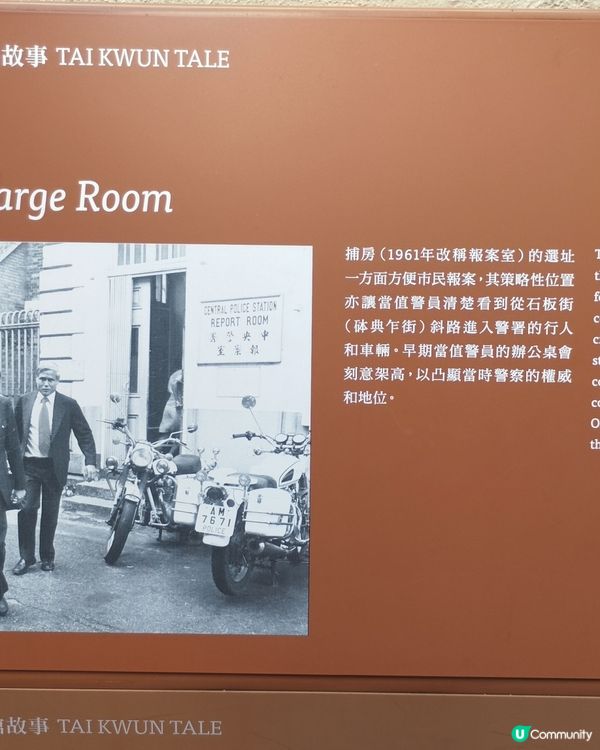 故事 TAI KWUN TALE
arge Room
捕房（1961年改稱報案室）的選址
一方面方便市民報案，其策略性位置
亦讓當值警員清楚看到從石板街
（砵典乍街）斜路進入警署的行人
和車輛。早期當值警員的辦公桌會
刻意架高，以凸顯當時警察的權威
和地位。
CENTRAL POLICE STATION
REPORT ROOM
署警央中
室案報
AM
7671
POLICE
故事 TAI KWUN TALE
U Community